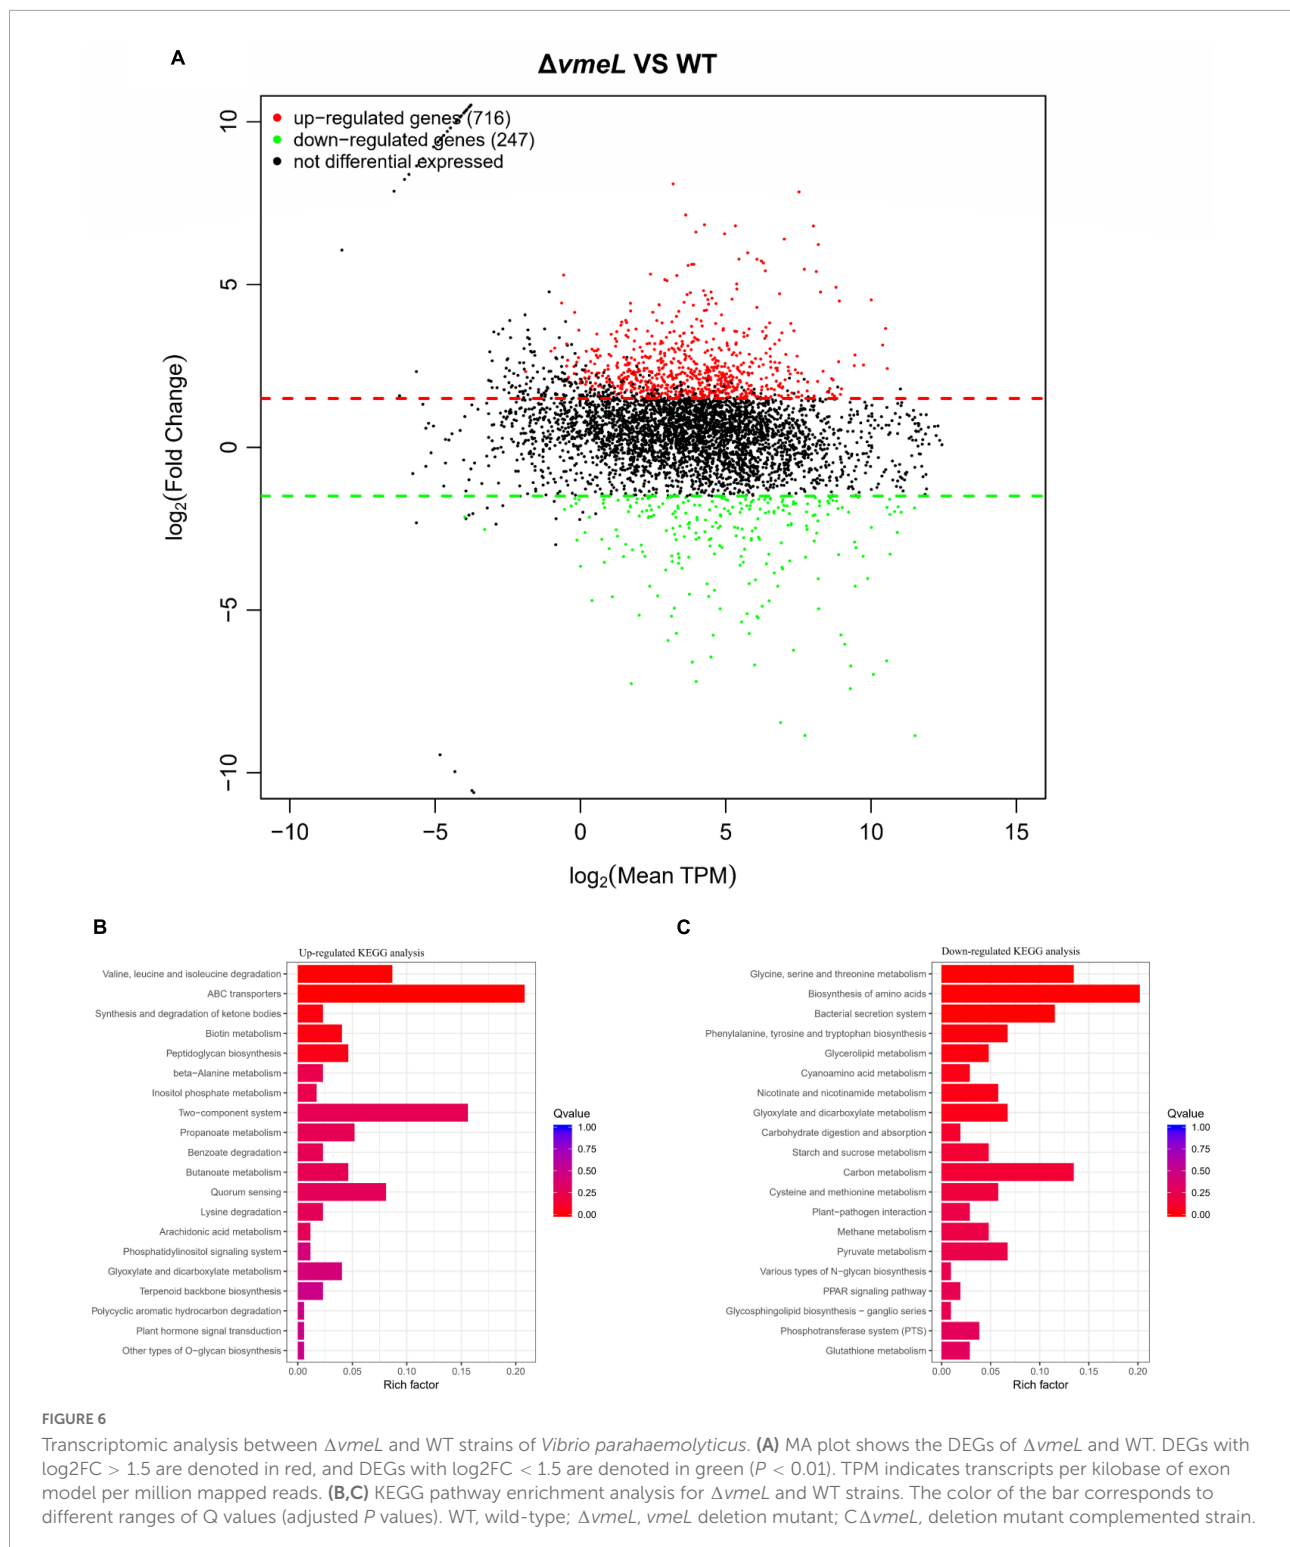 A
ΔvmeL VS WT
up−regulated genes (716)
down−regulated genes (247)
not differential expressed
10
5
0
−5
−10
log2(Fold Change)
−10 −5 0 5 10 15
log2(Mean TPM)
B
Up-regulated KEGG analysis
Valine, leucine and isoleucine degradation
ABC transporters
Synthesis and degradation of ketone bodies
Biotin metabolism
Peptidoglycan biosynthesis
beta−Alanine metabolism
Inositol phosphate metabolism
Two−component system
Propanoate metabolism
Benzoate degradation
Butanoate metabolism
Quorum sensing
Lysine degradation
Arachidonic acid metabolism
Phosphatidylinositol signaling system
Glyoxylate and dicarboxylate metabolism
Terpenoid backbone biosynthesis
Polycyclic aromatic hydrocarbon degradation
Plant hormone signal transduction
Other types of O−glycan biosynthesis
0.00 0.05 0.10 0.15 0.20
Rich factor
Qvalue
1.00
0.75
0.50
0.25
0.00
C
Down-regulated KEGG analysis
Glycine, serine and threonine metabolism
Biosynthesis of amino acids
Bacterial secretion system
Phenylalanine, tyrosine and tryptophan biosynthesis
Glycerolipid metabolism
Cyanoamino acid metabolism
Nicotinate and nicotinamide metabolism
Glyoxylate and dicarboxylate metabolism
Carbohydrate digestion and absorption
Starch and sucrose metabolism
Carbon metabolism
Cysteine and methionine metabolism
Plant−pathogen interaction
Methane metabolism
Pyruvate metabolism
Various types of N−glycan biosynthesis
PPAR signaling pathway
Glycosphingolipid biosynthesis − ganglio series
Phosphotransferase system (PTS)
Glutathione metabolism
0.00 0.05 0.10 0.15 0.20
Rich factor
Qvalue
1.00
0.75
0.50
0.25
0.00
FIGURE 6
Transcriptomic analysis between ΔvmeL and WT strains of Vibrio parahaemolyticus. (A) MA plot shows the DEGs of ΔvmeL and WT. DEGs with
log2FC > 1.5 are denoted in red, and DEGs with log2FC < 1.5 are denoted in green (P < 0.01). TPM indicates transcripts per kilobase of exon
model per million mapped reads. (B,C) KEGG pathway enrichment analysis for ΔvmeL and WT strains. The color of the bar corresponds to
different ranges of Q values (adjusted P values). WT, wild-type; ΔvmeL, vmeL deletion mutant; CΔvmeL, deletion mutant complemented strain.